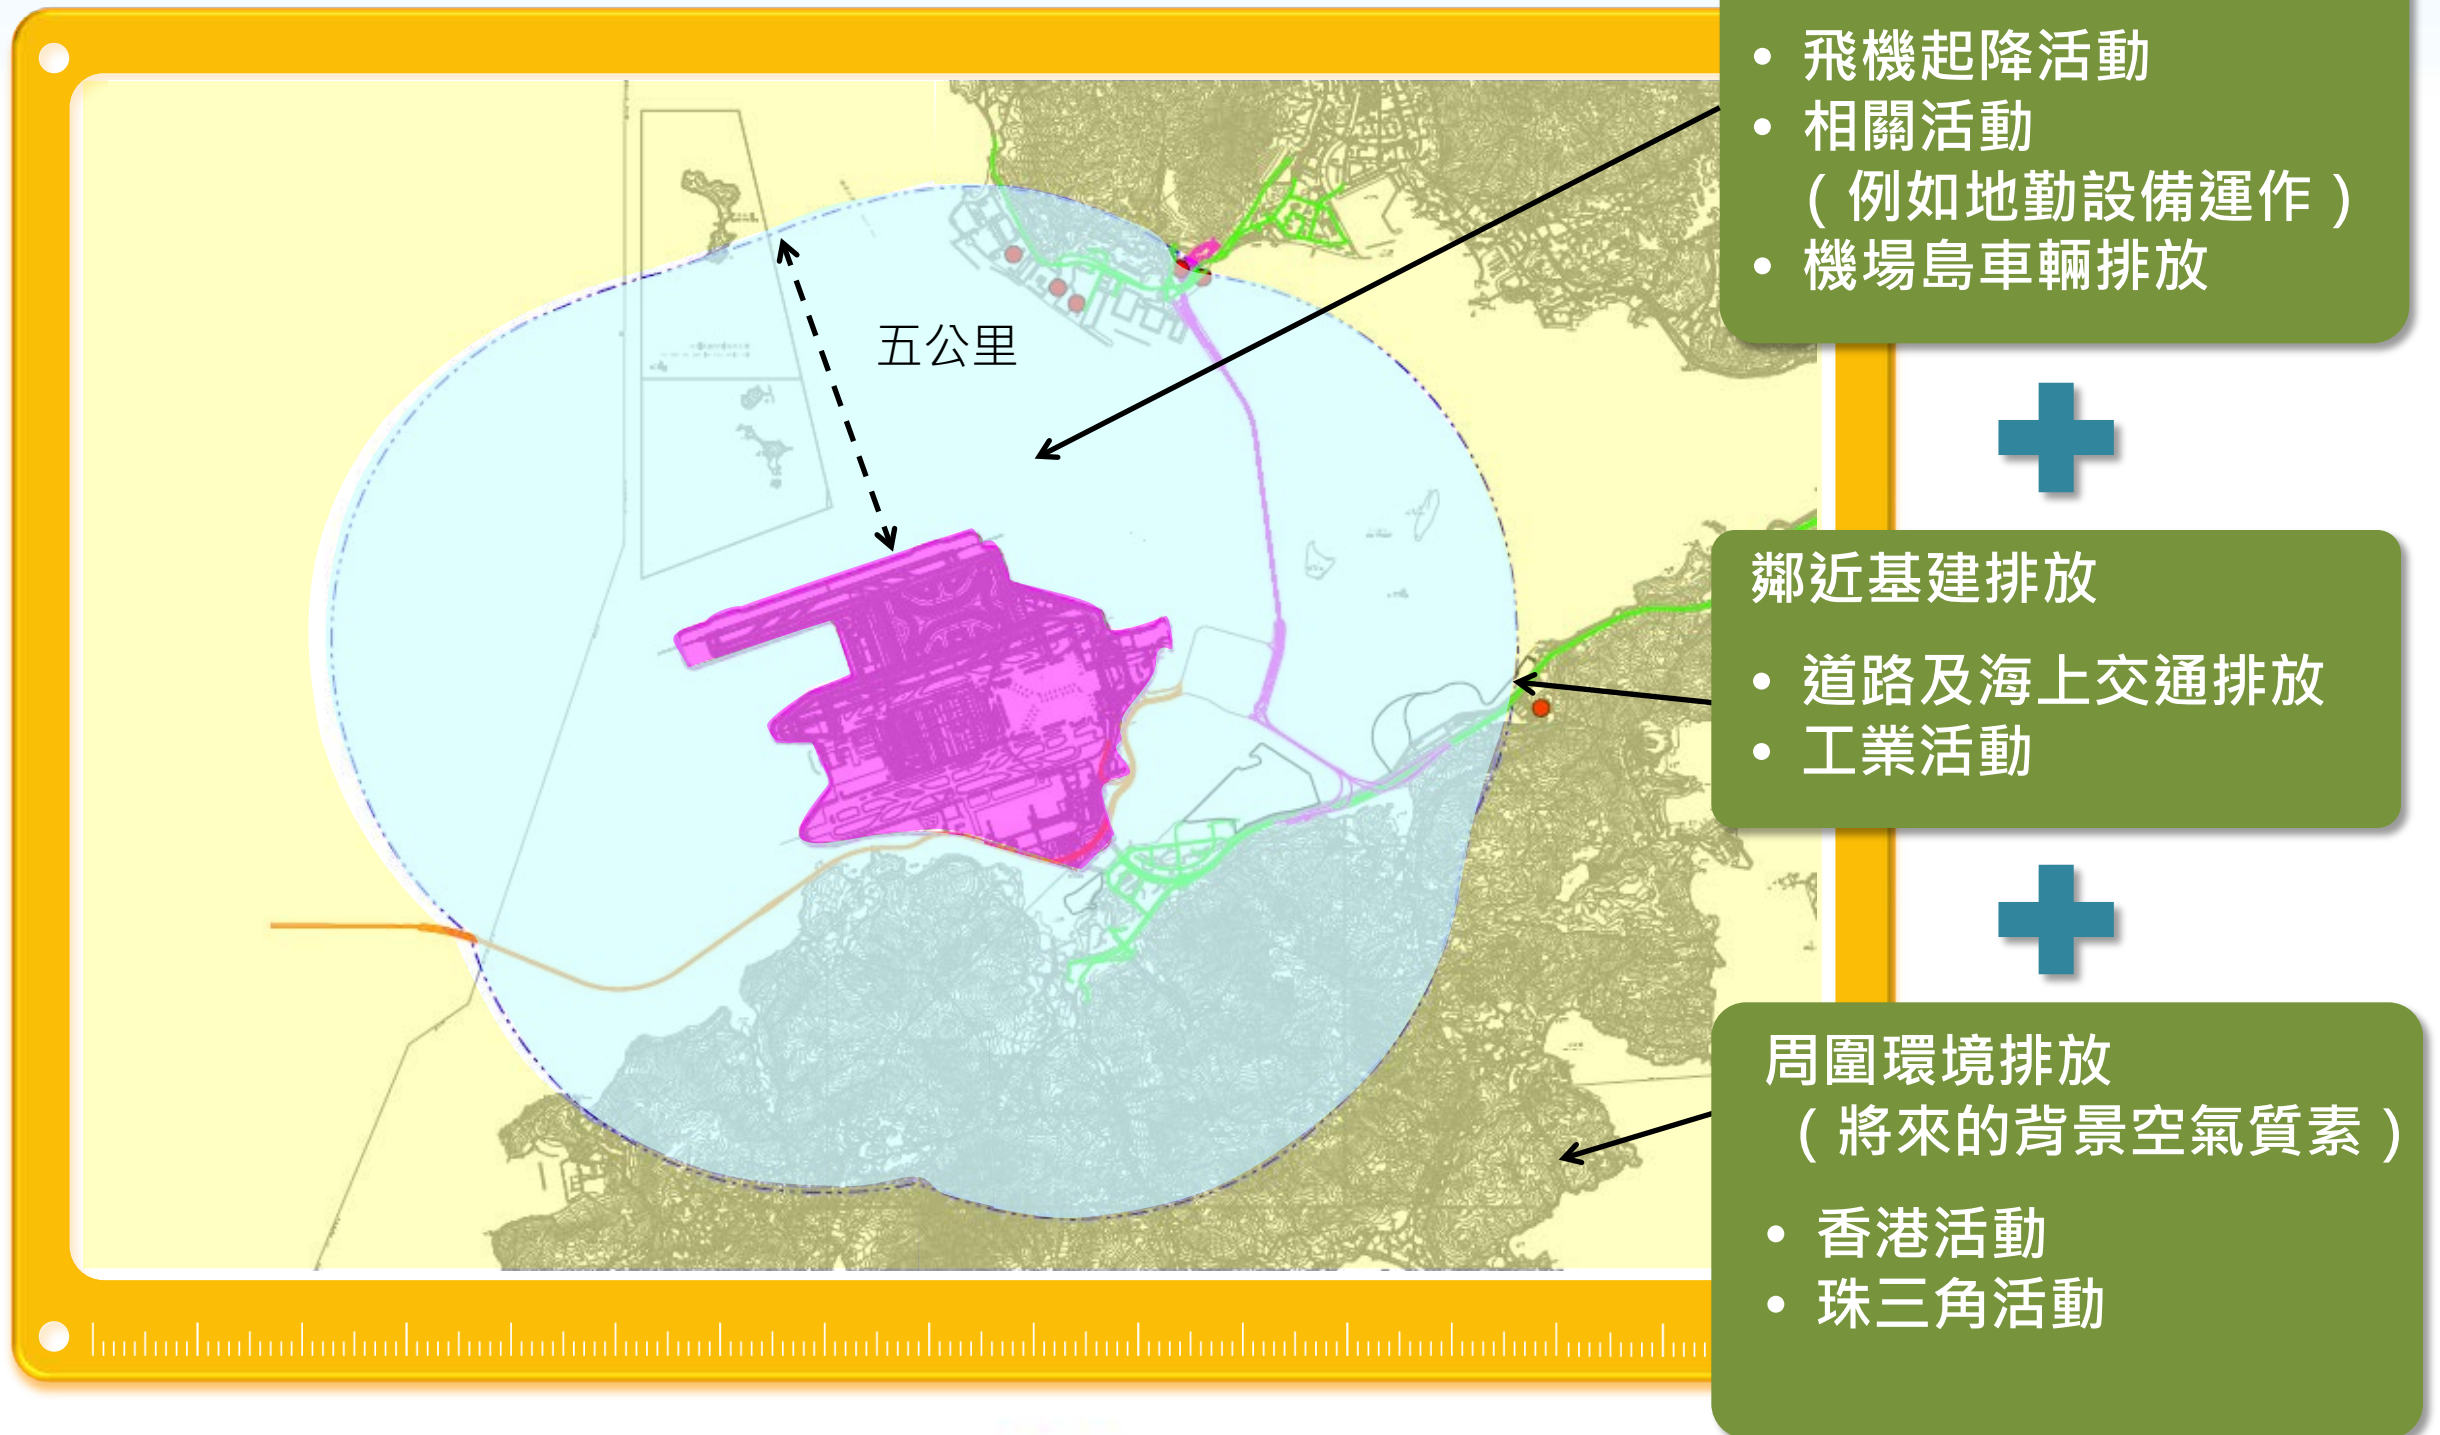 • 飛機起降活動
• 相關活動
（例如地勤設備運作）
• 機場島車輛排放
五公里
鄰近基建排放
• 道路及海上交通排放
• 工業活動
周圍環境排放
（將來的背景空氣質素）
• 香港活動
• 珠三角活動